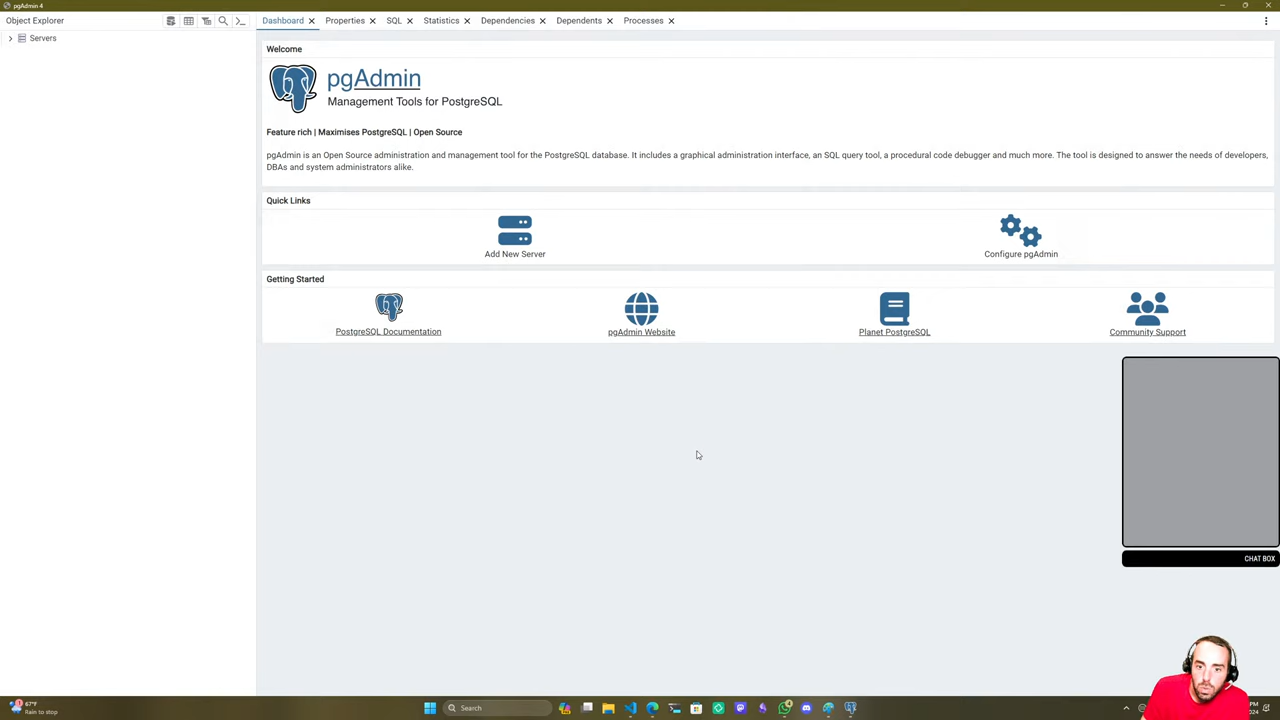 pgAdmin 4
Object Explorer
Dashboard
Properties
SQL
Statistics
Dependencies
Dependents
Processes
Servers
Welcome
pgAdmin
Management Tools for PostgreSQL
Feature rich | Maximises PostgreSQL | Open Source
pgAdmin is an Open Source administration and management tool for the PostgreSQL database. It includes a graphical administration interface, an SQL query tool, a procedural code debugger and much more. The tool is designed to answer the needs of developers,
DBAs and system administrators alike.
Quick Links
Add New Server
Configure pgAdmin
Getting Started
PostgreSQL Documentation
pgAdmin Website
Planet PostgreSQL
Community Support
CHAT BOX
67°F
Rain to stop
Search